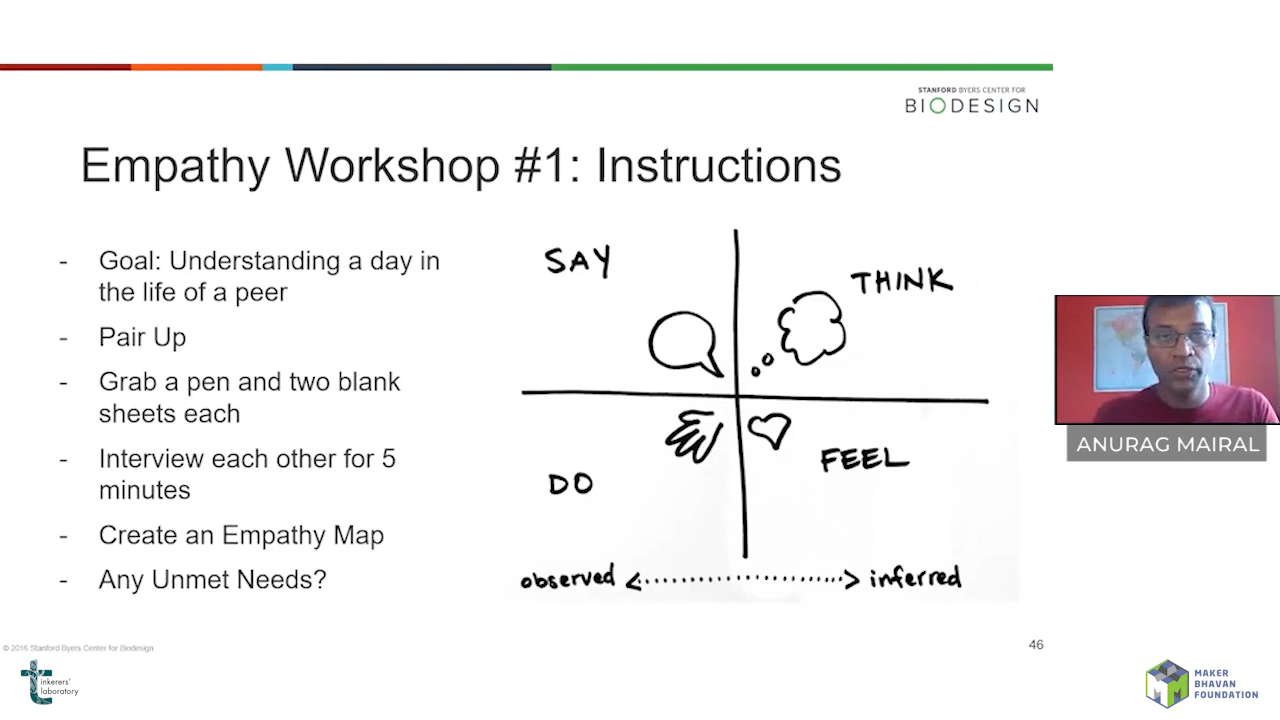 STANFORD BYERS CENTER FOR
BIODESIGN
Empathy Workshop #1: Instructions
- Goal: Understanding a day in
the life of a peer
- Pair Up
- Grab a pen and two blank
sheets each
- Interview each other for 5
minutes
- Create an Empathy Map
- Any Unmet Needs?
SAY
THINK
DO
FEEL
observed
inferred
ANURAG MAIRAL
© 2016 Stanford Byers Center for Biodesign
46
tinkerers'
laboratory
MAKER
BHAVAN
FOUNDATION